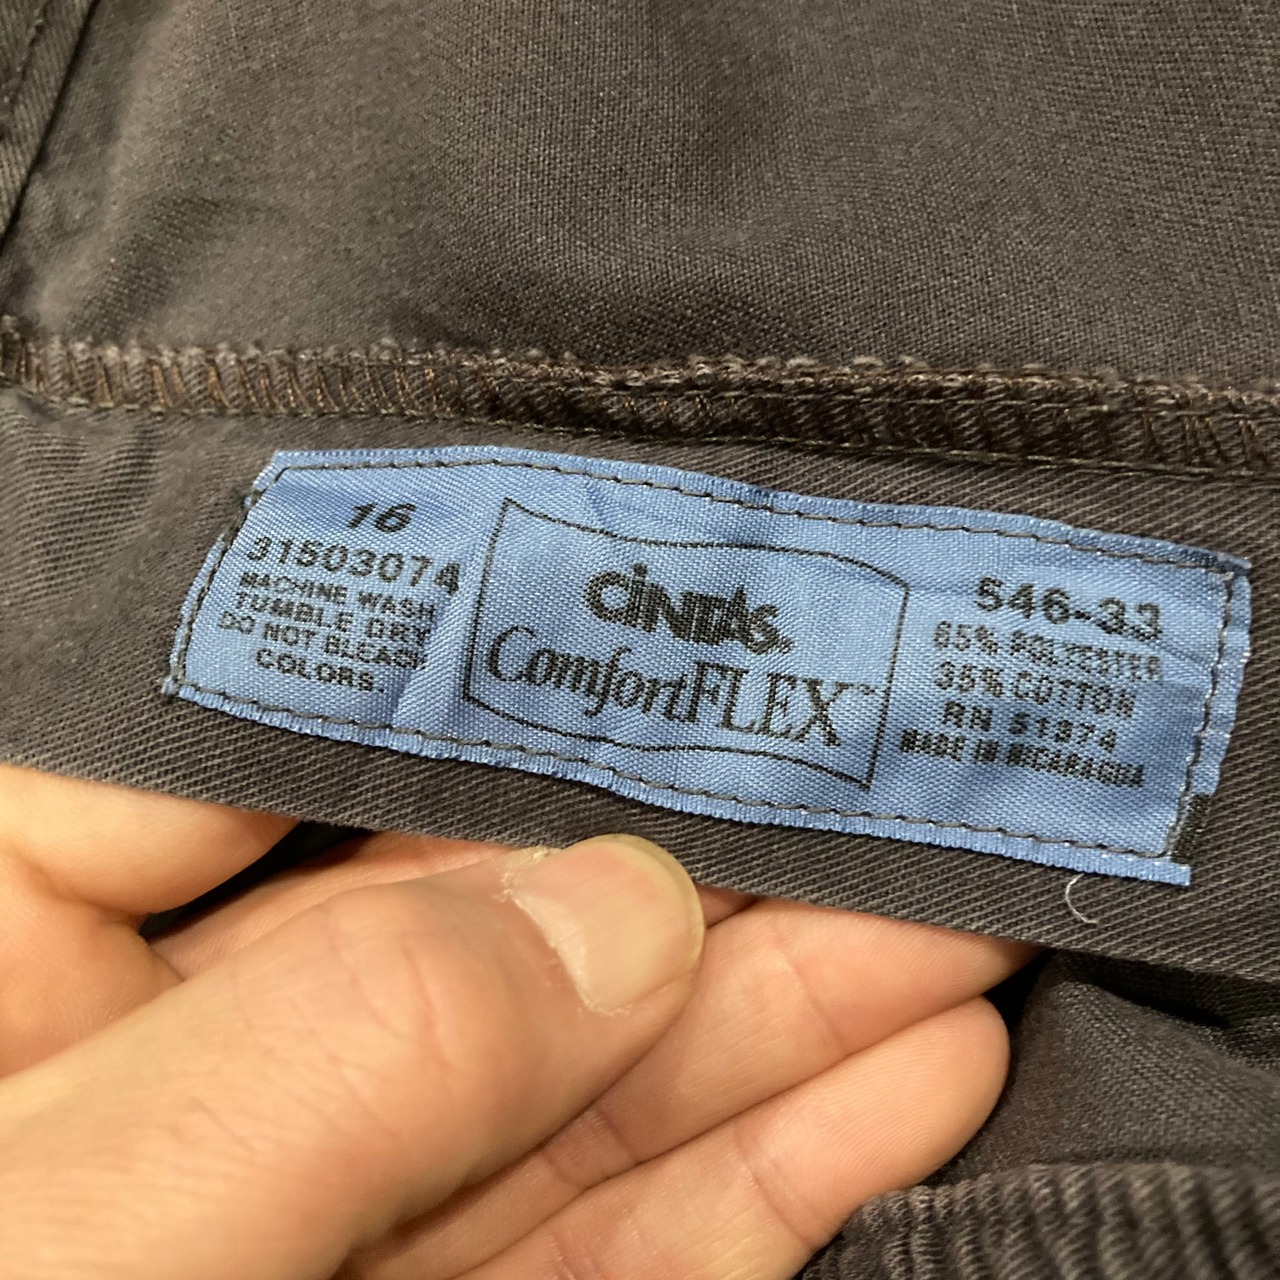 16
31503074
MACHINE WASH
TUMBLE DRY
DO NOT BLEACH
COLORS.
CINTAS
ComfortFLEX™
546-33
65% POLYESTER
35% COTTON
RN 51974
MADE IN NICARAGUA